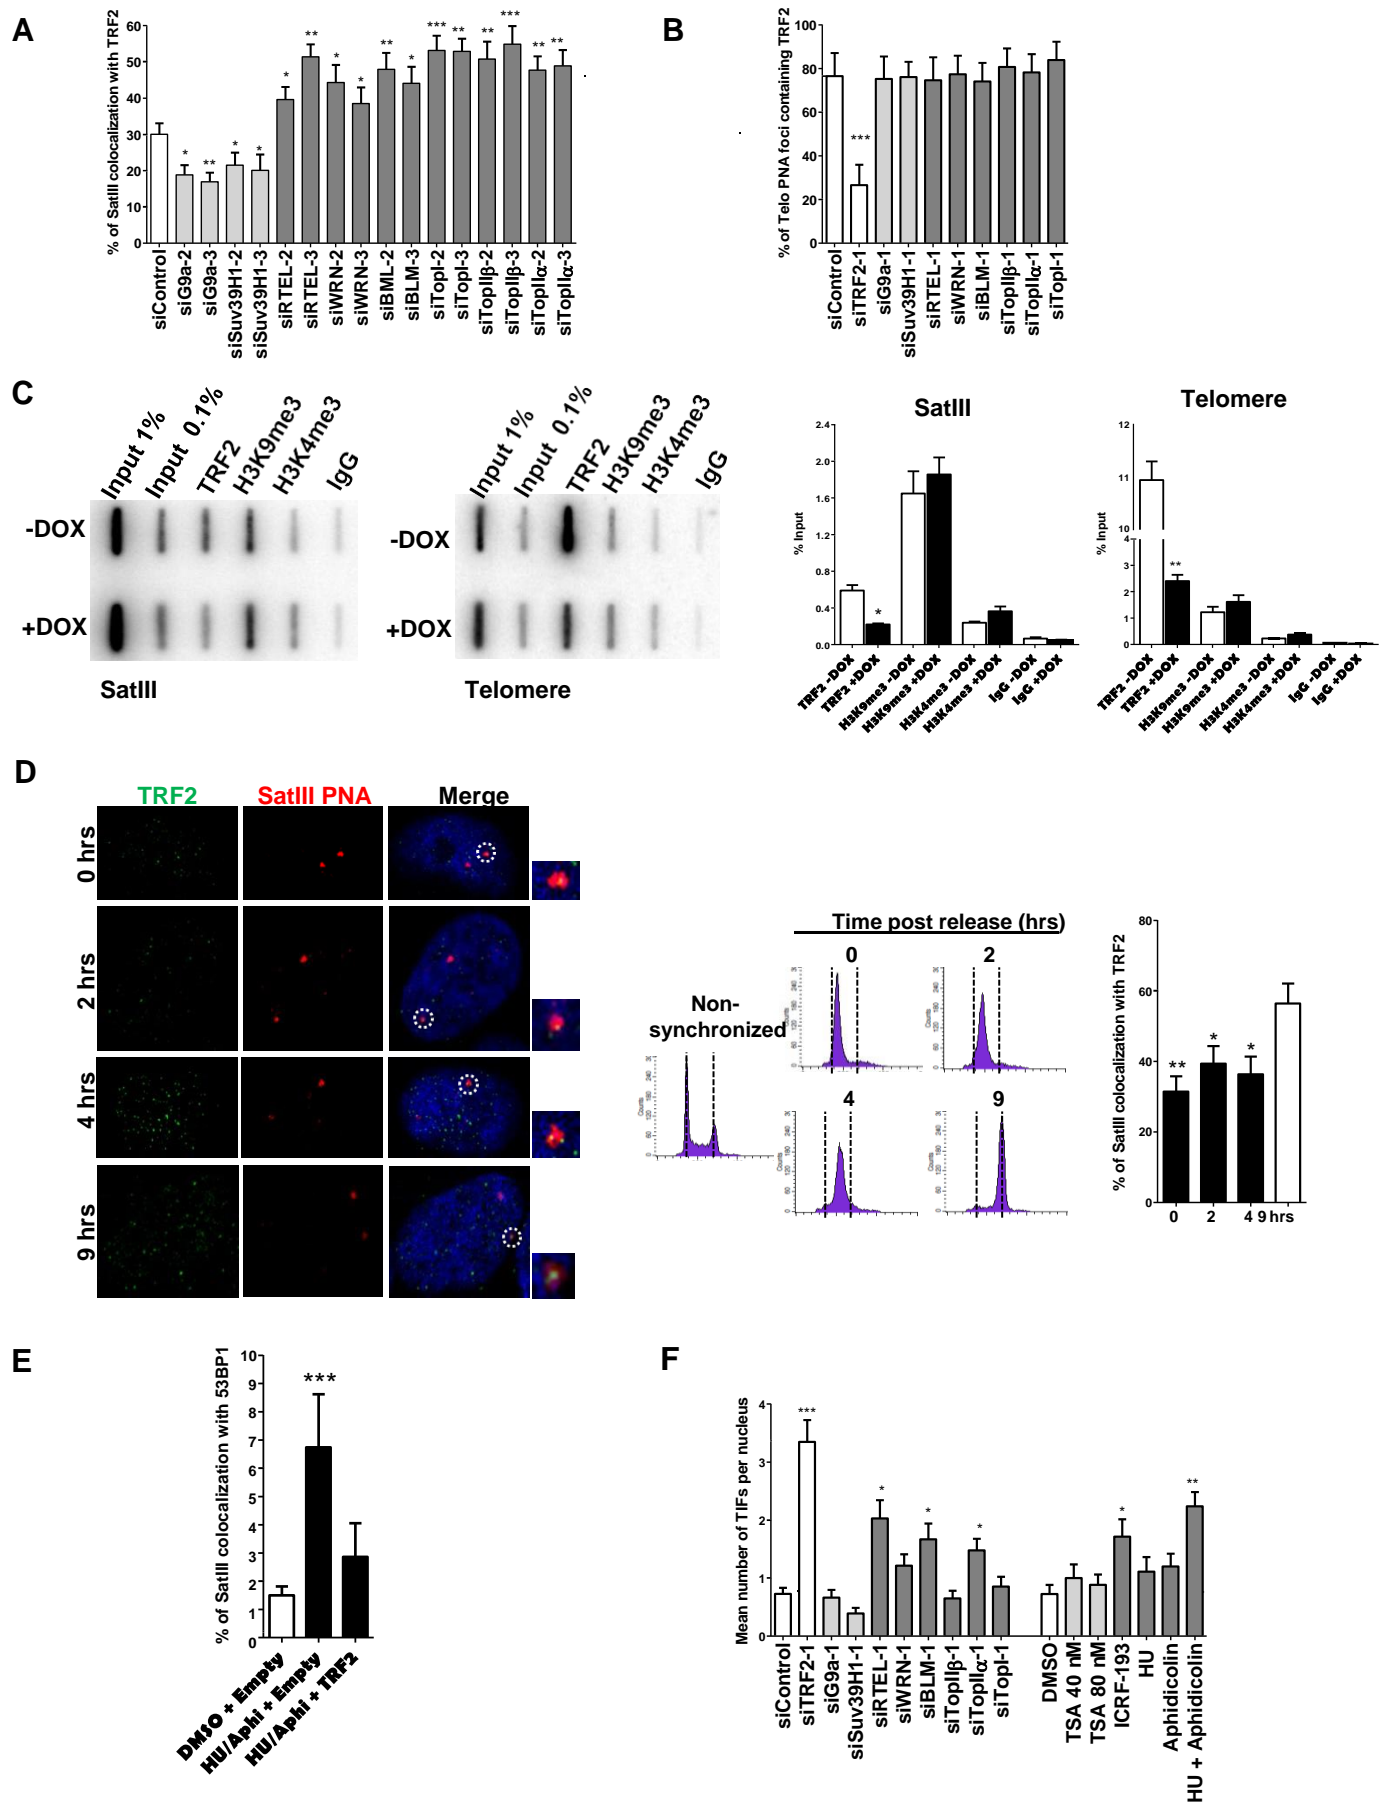 A
% of SatIII colocalization with TRF2
60
50
40
30
20
10
0
* ** * * * ** * * ** * *** ** ** *** ** **
siControl
siG9a-2
siG9a-3
siSuv39H1-2
siSuv39H1-3
siRTEL-2
siRTEL-3
siWRN-2
siWRN-3
siBML-2
siBLM-3
siTopI-2
siTopI-3
siTopIIβ-2
siTopIIβ-3
siTopIIα-2
siTopIIα-3
B
% of Telo PNA foci containing TRF2
100
80
60
40
20
0
***
siControl
siTRF2-1
siG9a-1
siSuv39H1-1
siRTEL-1
siWRN-1
siBLM-1
siTopIIβ-1
siTopIIα-1
siTopI-1
C
Input 1%
Input 0.1%
TRF2
H3K9me3
H3K4me3
IgG
-DOX
+DOX
SatIII
Input 1%
Input 0.1%
TRF2
H3K9me3
H3K4me3
IgG
-DOX
+DOX
Telomere
SatIII
% Input
2.4
2.0
1.6
1.2
0.8
0.4
0.0
*
TRF2 -DOX
TRF2 +DOX
H3K9me3 -DOX
H3K9me3 +DOX
H3K4me3 -DOX
H3K4me3 +DOX
IgG -DOX
IgG +DOX
Telomere
% Input
12
11
10
4
3
2
1
0
**
TRF2 -DOX
TRF2 +DOX
H3K9me3 -DOX
H3K9me3 +DOX
H3K4me3 -DOX
H3K4me3 +DOX
IgG -DOX
IgG +DOX
D
TRF2 SatIII PNA Merge
0 hrs
2 hrs
4 hrs
9 hrs
Time post release (hrs)
0 2
Non-
synchronized
4 9
Counts
% of SatIII colocalization with TRF2
80
60
40
20
0
** * *
0 2 4 9 hrs
E
% of SatIII colocalization with 53BP1
10
9
8
7
6
5
4
3
2
1
0
***
DMSO + Empty
HU/Aphi + Empty
HU/Aphi + TRF2
F
Mean number of TIFs per nucleus
4
3
2
1
0
*** * * * * **
siControl
siTRF2-1
siG9a-1
siSuv39H1-1
siRTEL-1
siWRN-1
siBLM-1
siTopIIβ-1
siTopIIα-1
siTopI-1
DMSO
TSA 40 nM
TSA 80 nM
ICRF-193
HU
Aphidicolin
HU + Aphidicolin